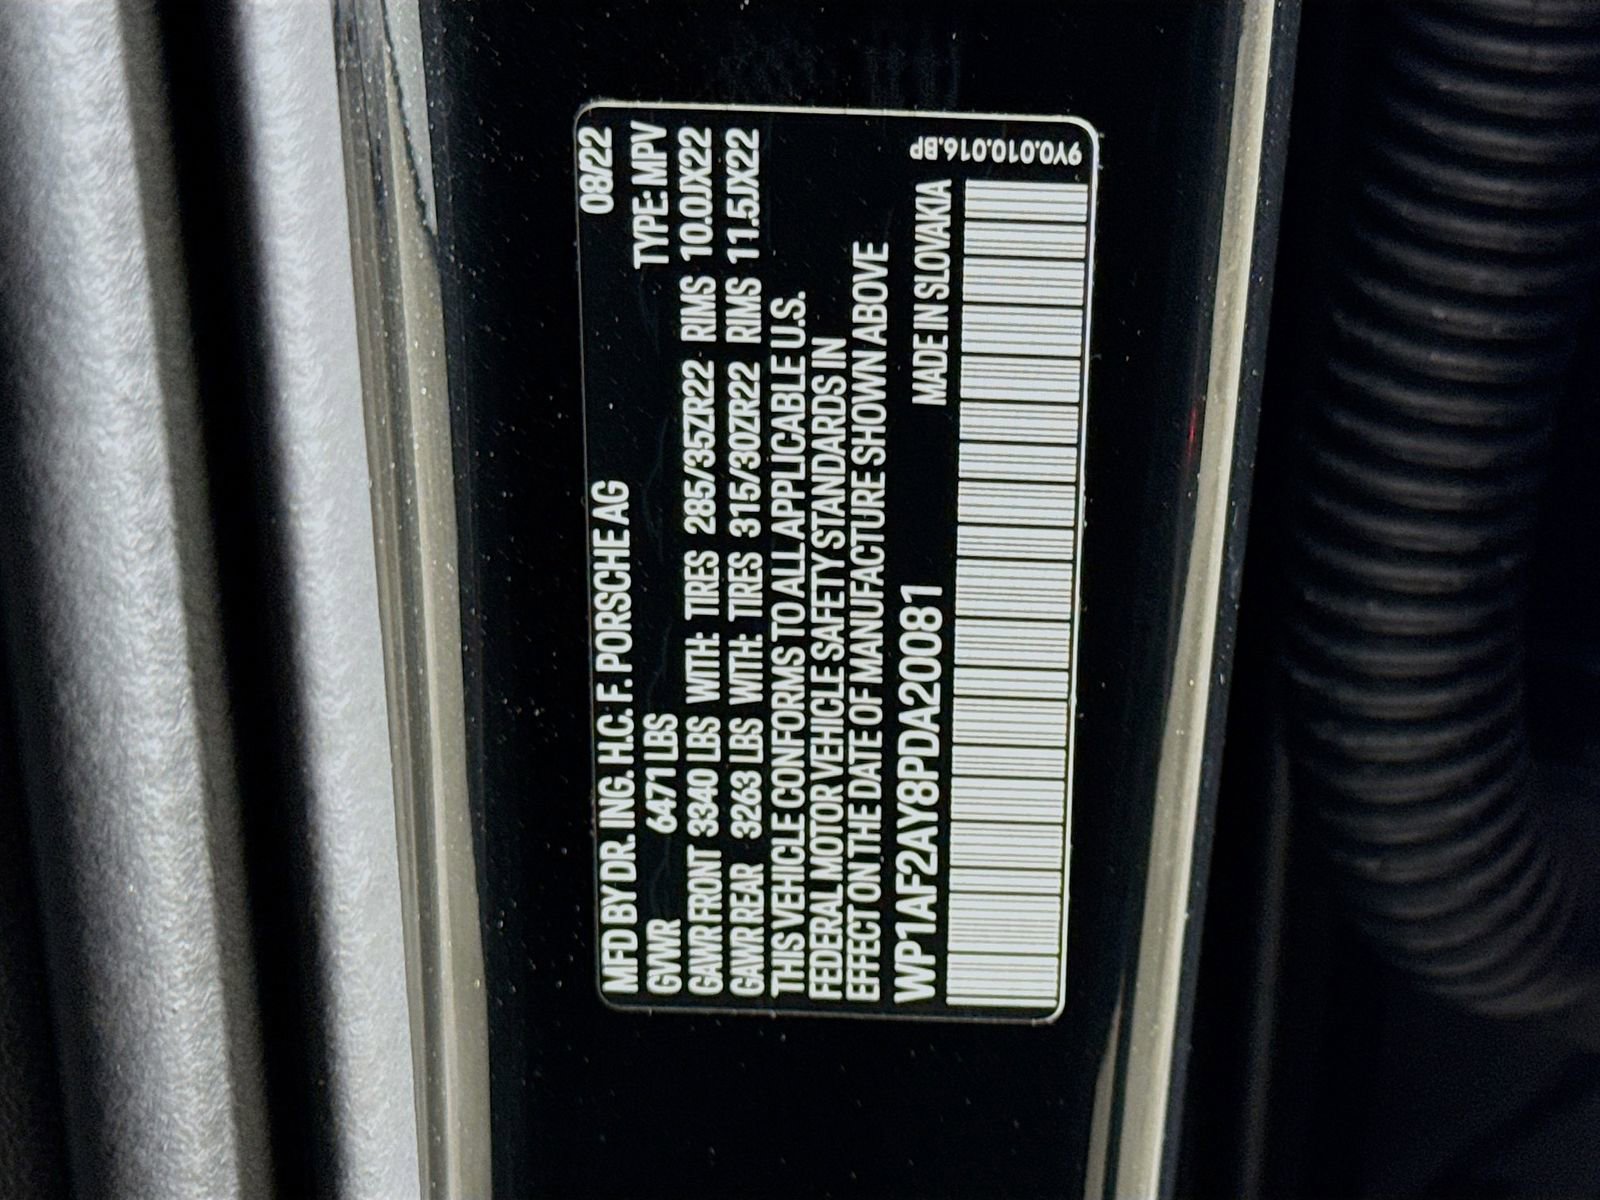 MFD BY DR. ING. H.C. F. PORSCHE AG 08/22
GVWR 6471 LBS TYPE: MPV
GAWR FRONT 3340 LBS WITH: TIRES 285/35ZR22 RIMS 10.0JX22
GAWR REAR 3263 LBS WITH: TIRES 315/30ZR22 RIMS 11.5JX22
THIS VEHICLE CONFORMS TO ALL APPLICABLE U.S.
FEDERAL MOTOR VEHICLE SAFETY STANDARDS IN
EFFECT ON THE DATE OF MANUFACTURE SHOWN ABOVE
WP1AF2AY8PDA20081 MADE IN SLOVAKIA
9Y0.010.016.BP